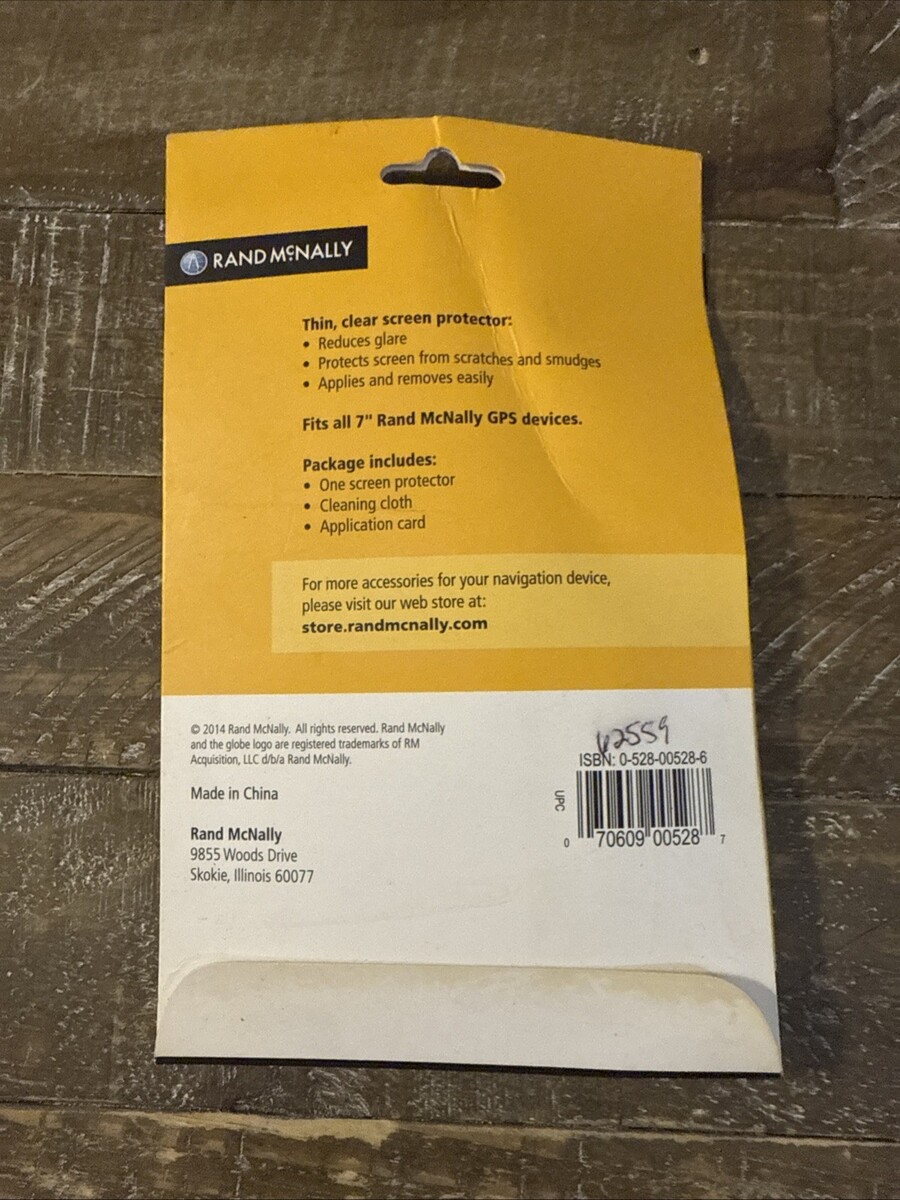 RAND McNALLY
Thin, clear screen protector:
• Reduces glare
• Protects screen from scratches and smudges
• Applies and removes easily
Fits all 7" Rand McNally GPS devices.
Package includes:
• One screen protector
• Cleaning cloth
• Application card
For more accessories for your navigation device,
please visit our web store at:
store.randmcnally.com
© 2014 Rand McNally. All rights reserved. Rand McNally
and the globe logo are registered trademarks of RM
Acquisition, LLC d/b/a Rand McNally.
Made in China
Rand McNally
9855 Woods Drive
Skokie, Illinois 60077
62559
ISBN: 0-528-00528-6
UPC
0 70609 00528 7